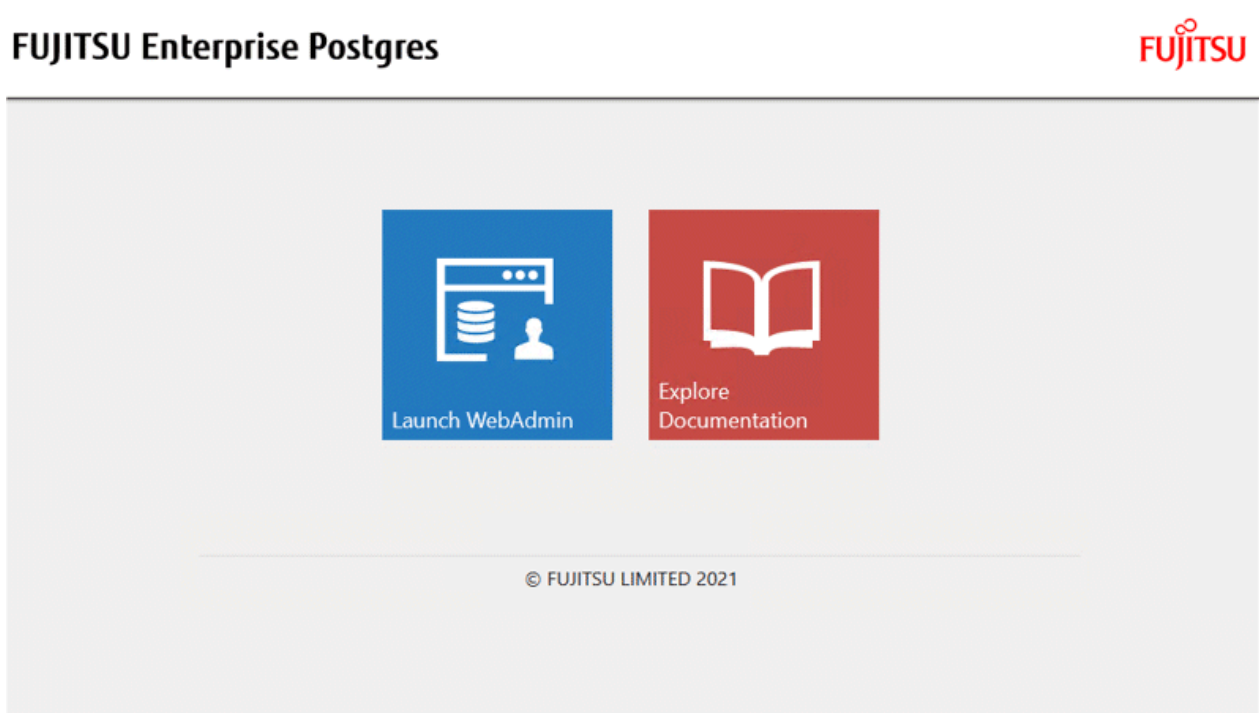 FUJITSU Enterprise Postgres
FUJITSU
Launch WebAdmin
Explore
Documentation
© FUJITSU LIMITED 2021